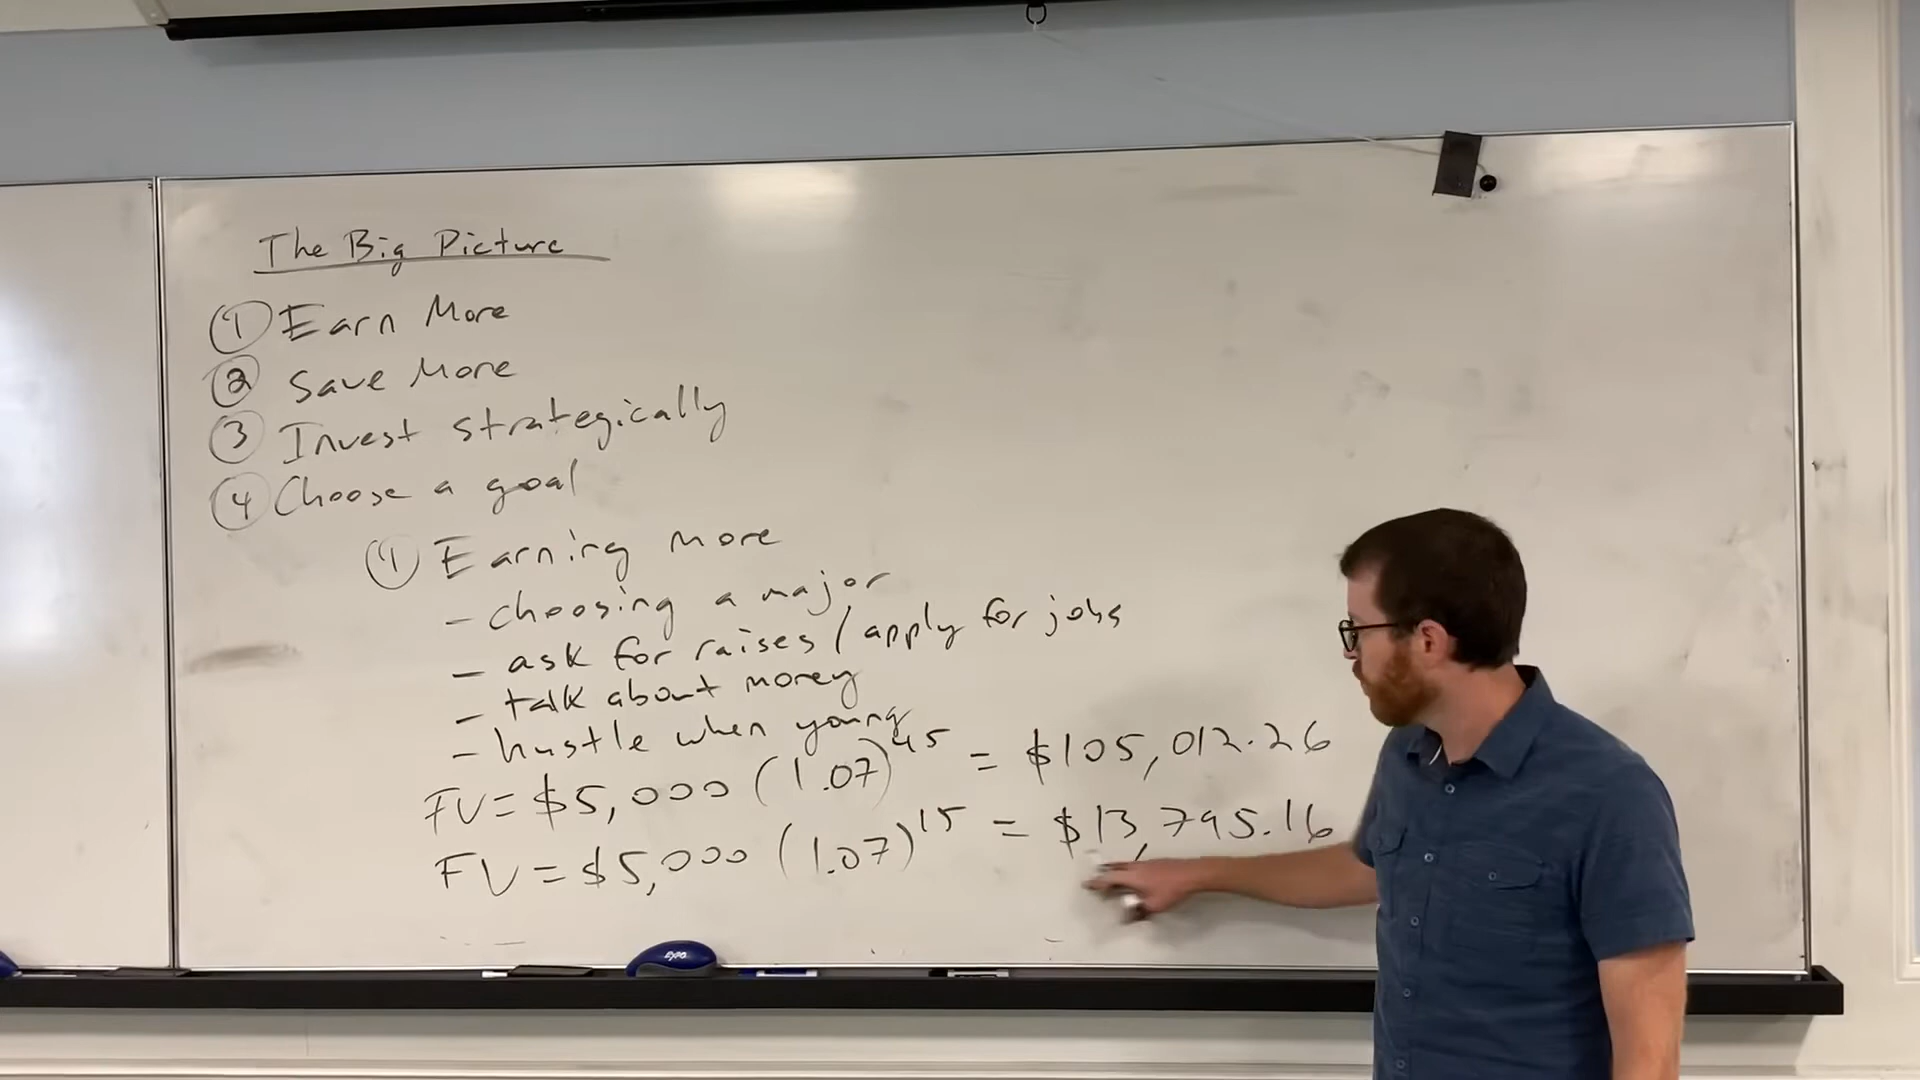 The Big Picture
① Earn More
② Save More
③ Invest strategically
④ Choose a goal
① Earning more
- choosing a major
- ask for raises / apply for jobs
- talk about money
- hustle when young
FV = $5,000 (1.07)^45 = $105,012.26
FV = $5,000 (1.07)^15 = $13,795.16
EXPO